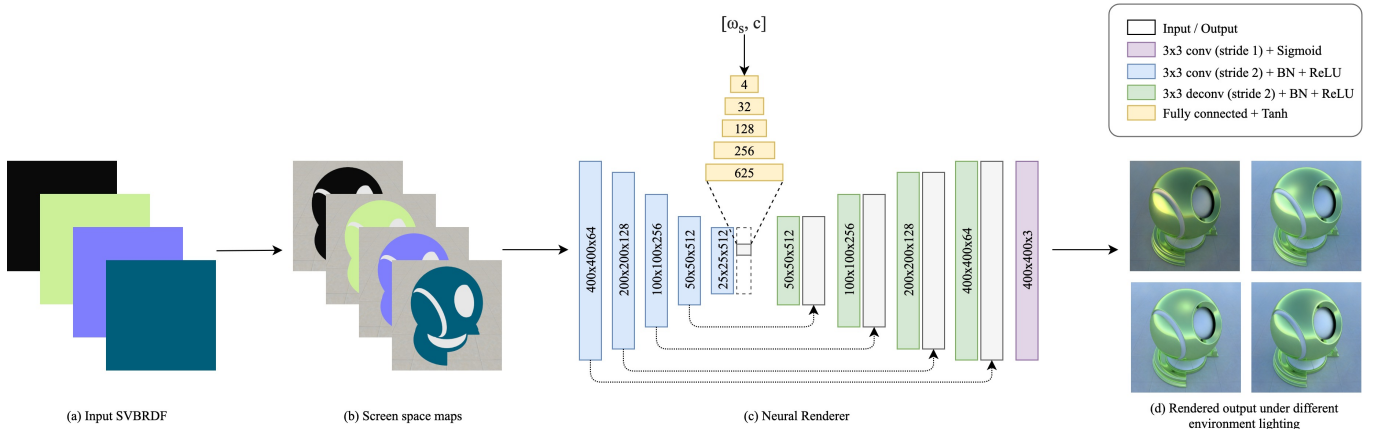 [ωs, c]
4
32
128
256
625
Input / Output
3x3 conv (stride 1) + Sigmoid
3x3 conv (stride 2) + BN + ReLU
3x3 deconv (stride 2) + BN + ReLU
Fully connected + Tanh
400x400x64
200x200x128
100x100x256
50x50x512
25x25x512
50x50x512
100x100x256
200x200x128
400x400x64
400x400x3
(a) Input SVBRDF
(b) Screen space maps
(c) Neural Renderer
(d) Rendered output under different
environment lighting